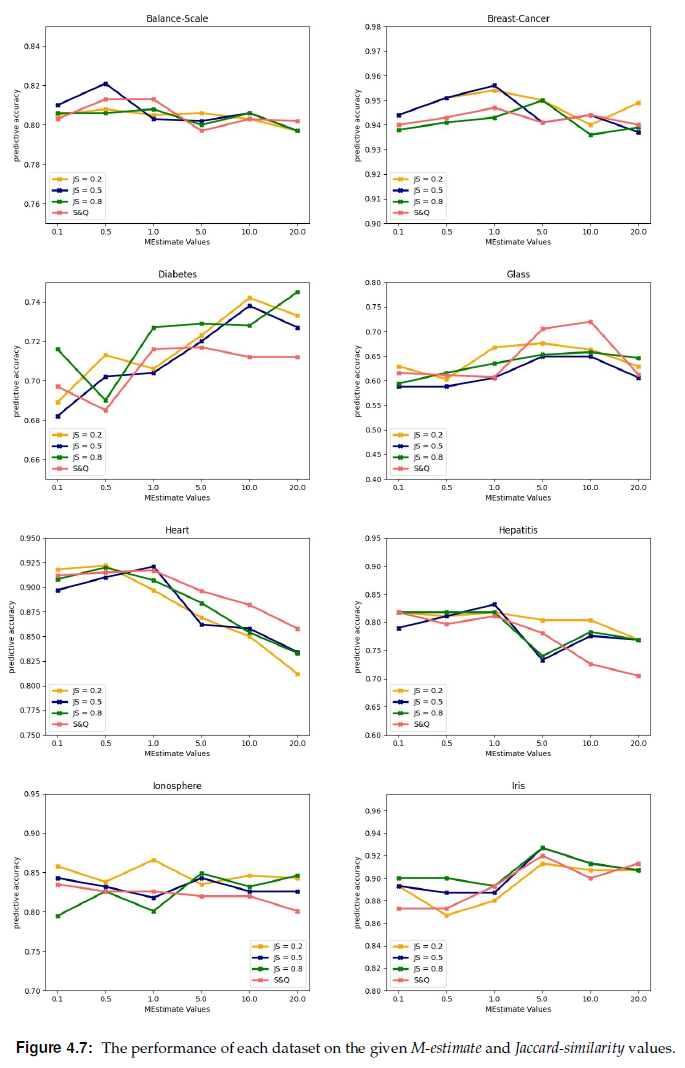 Balance-Scale
predictive accuracy
0.84
0.82
0.80
0.78
0.76
JS = 0.2
JS = 0.5
JS = 0.8
S&Q
0.1 0.5 1.0 5.0 10.0 20.0
MEstimate Values
Breast-Cancer
predictive accuracy
0.98
0.97
0.96
0.95
0.94
0.93
0.92
0.91
0.90
JS = 0.2
JS = 0.5
JS = 0.8
S&Q
0.1 0.5 1.0 5.0 10.0 20.0
MEstimate Values
Diabetes
predictive accuracy
0.74
0.72
0.70
0.68
0.66
JS = 0.2
JS = 0.5
JS = 0.8
S&Q
0.1 0.5 1.0 5.0 10.0 20.0
MEstimate Values
Glass
predictive accuracy
0.80
0.75
0.70
0.65
0.60
0.55
0.50
0.45
0.40
JS = 0.2
JS = 0.5
JS = 0.8
S&Q
0.1 0.5 1.0 5.0 10.0 20.0
MEstimate Values
Heart
predictive accuracy
0.950
0.925
0.900
0.875
0.850
0.825
0.800
0.775
0.750
JS = 0.2
JS = 0.5
JS = 0.8
S&Q
0.1 0.5 1.0 5.0 10.0 20.0
MEstimate Values
Hepatitis
predictive accuracy
0.95
0.90
0.85
0.80
0.75
0.70
0.65
0.60
JS = 0.2
JS = 0.5
JS = 0.8
S&Q
0.1 0.5 1.0 5.0 10.0 20.0
MEstimate Values
Ionosphere
predictive accuracy
0.95
0.90
0.85
0.80
0.75
0.70
JS = 0.2
JS = 0.5
JS = 0.8
S&Q
0.1 0.5 1.0 5.0 10.0 20.0
MEstimate Values
Iris
predictive accuracy
0.96
0.94
0.92
0.90
0.88
0.86
0.84
0.82
0.80
JS = 0.2
JS = 0.5
JS = 0.8
S&Q
0.1 0.5 1.0 5.0 10.0 20.0
MEstimate Values
Figure 4.7: The performance of each dataset on the given M-estimate and Jaccard-similarity values.